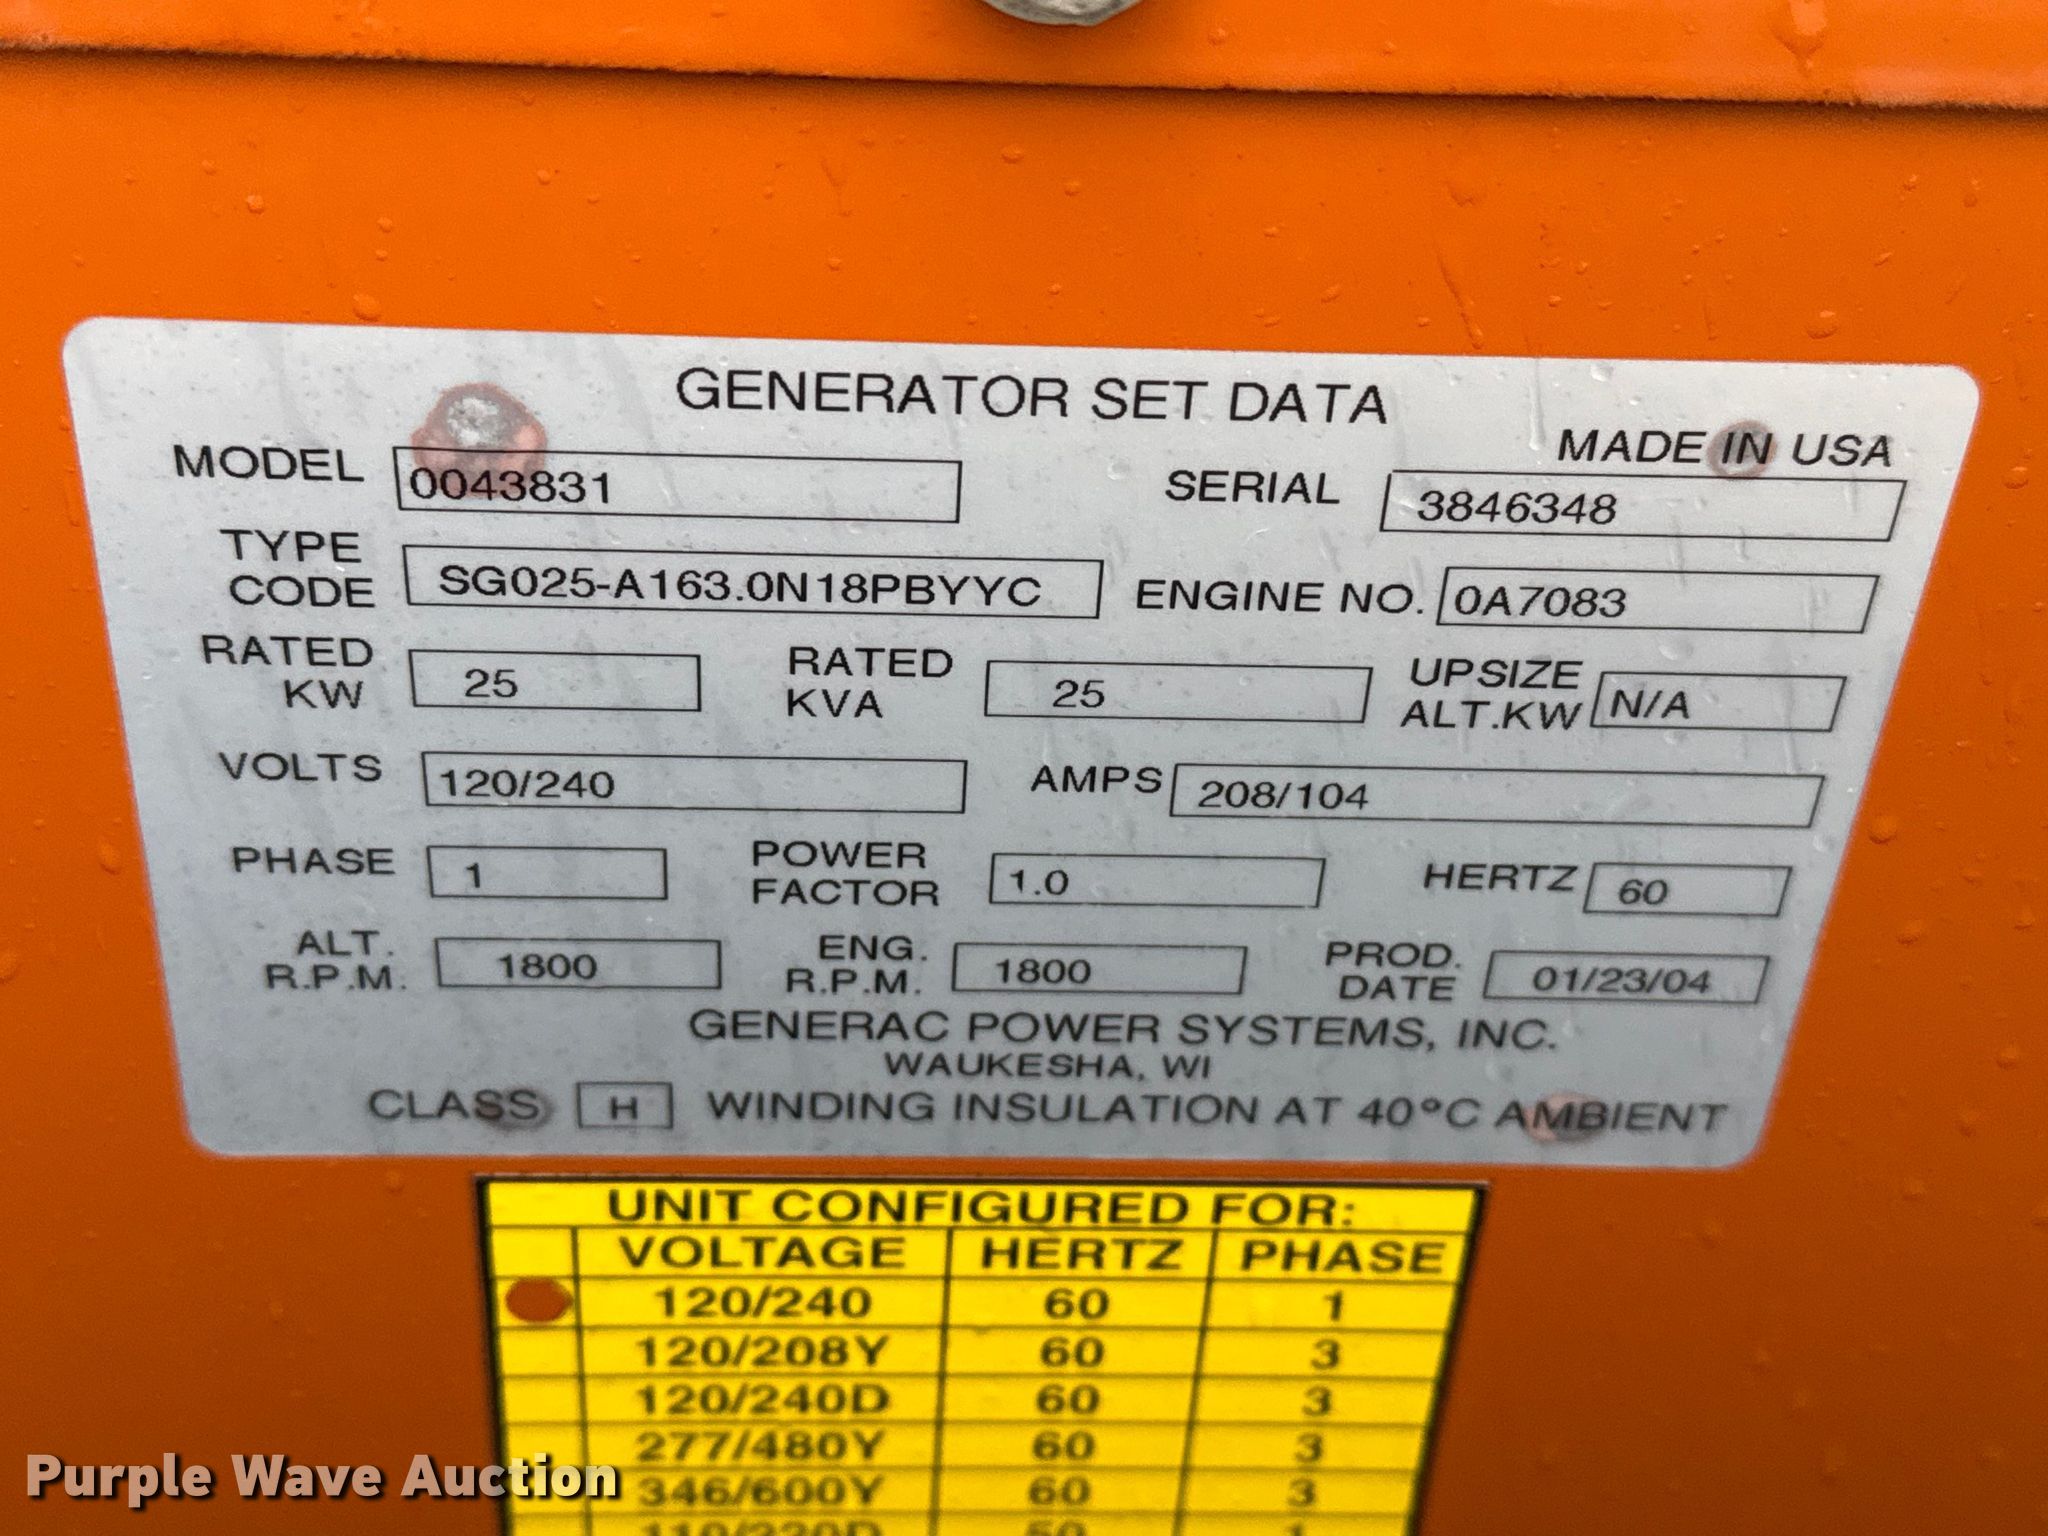 GENERATOR SET DATA
MADE IN USA
MODEL 0043831 SERIAL 3846348
TYPE CODE SG025-A163.0N18PBYYC ENGINE NO. 0A7083
RATED KW 25 RATED KVA 25 UPSIZE ALT.KW N/A
VOLTS 120/240 AMPS 208/104
PHASE 1 POWER FACTOR 1.0 HERTZ 60
ALT. R.P.M. 1800 ENG. R.P.M. 1800 PROD. DATE 01/23/04
GENERAC POWER SYSTEMS, INC.
WAUKESHA, WI
CLASS H WINDING INSULATION AT 40°C AMBIENT
UNIT CONFIGURED FOR:
VOLTAGE HERTZ PHASE
120/240 60 1
120/208Y 60 3
120/240D 60 3
277/480Y 60 3
346/600Y 60 3
110/220D 50 1
Purple Wave Auction